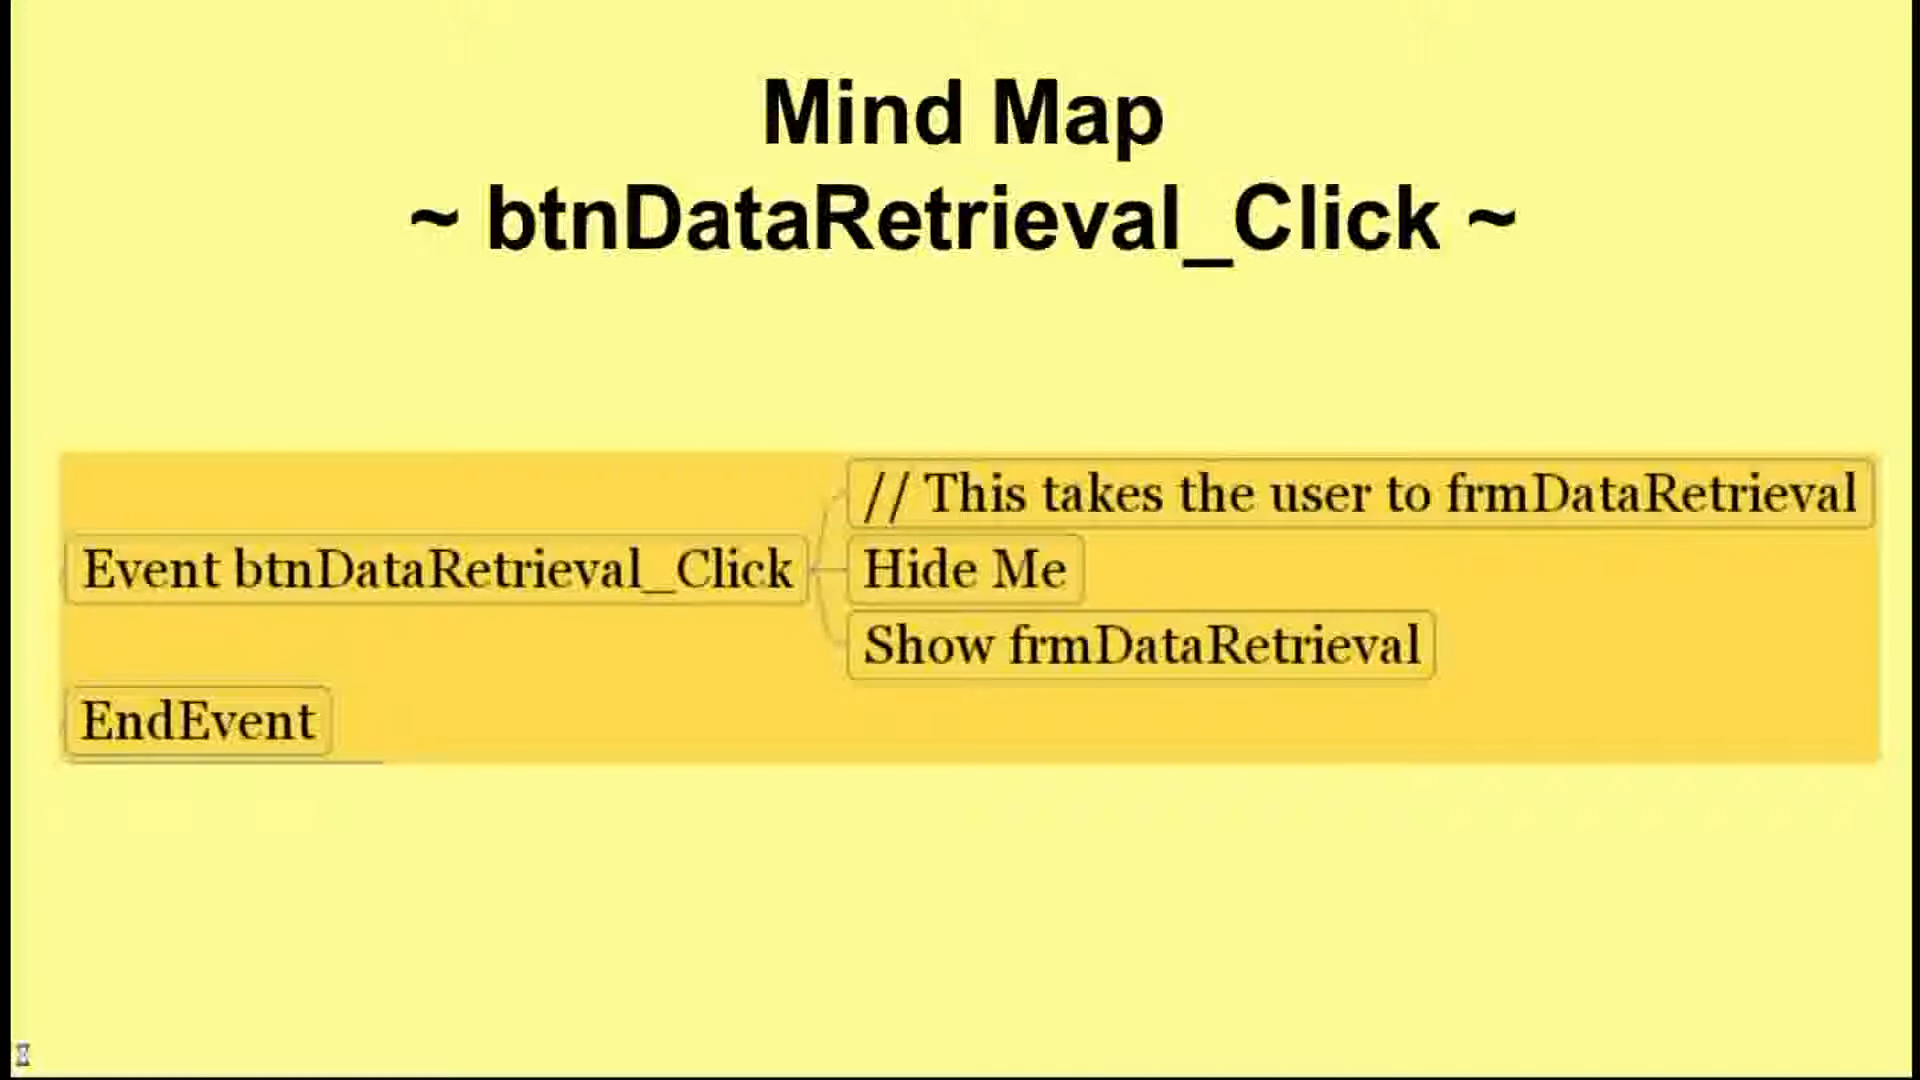 Mind Map
~ btnDataRetrieval_Click ~
// This takes the user to frmDataRetrieval
Event btnDataRetrieval_Click
Hide Me
Show frmDataRetrieval
EndEvent